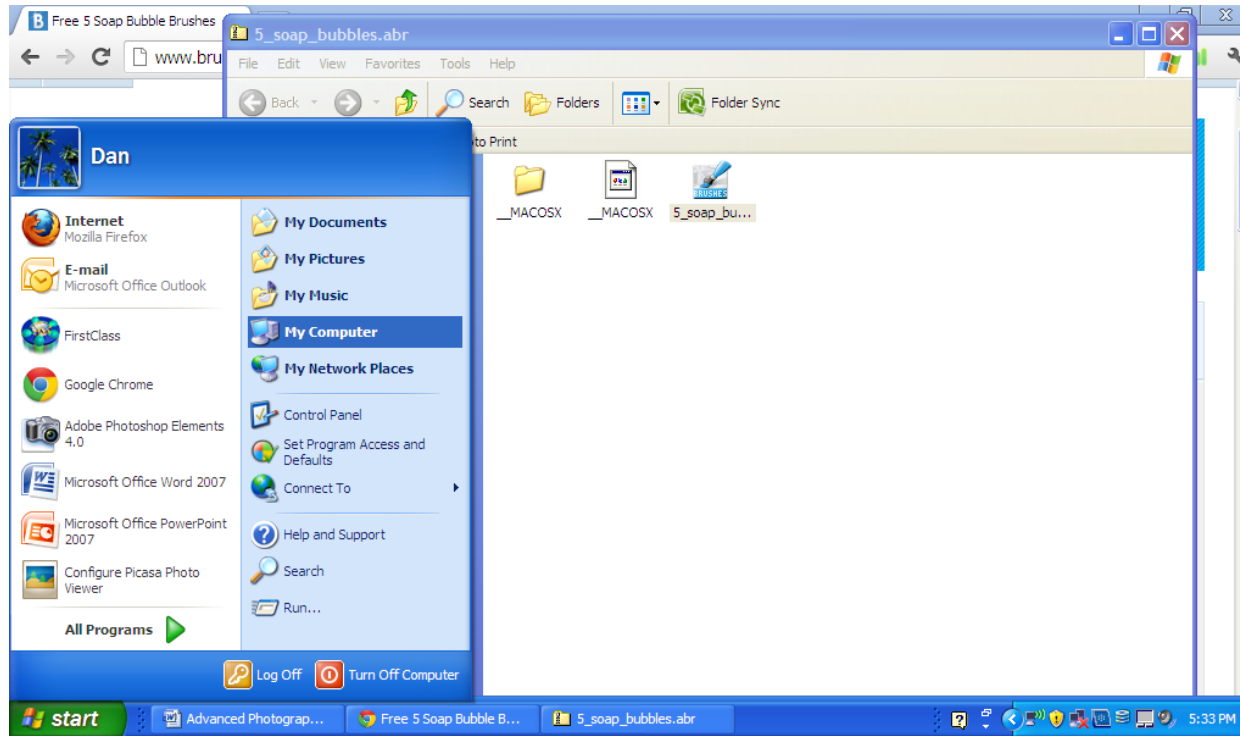 Free 5 Soap Bubble Brushes
www.bru
5_soap_bubbles.abr
File Edit View Favorites Tools Help
Back Search Folders Folder Sync
to Print
__MACOSX __MACOSX 5_soap_bu...
BRUSHES
Dan
Internet
Mozilla Firefox
E-mail
Microsoft Office Outlook
FirstClass
Google Chrome
Adobe Photoshop Elements
4.0
Microsoft Office Word 2007
Microsoft Office PowerPoint
2007
Configure Picasa Photo
Viewer
All Programs
My Documents
My Pictures
My Music
My Computer
My Network Places
Control Panel
Set Program Access and
Defaults
Connect To
Help and Support
Search
Run...
Log Off Turn Off Computer
start Advanced Photograp... Free 5 Soap Bubble B... 5_soap_bubbles.abr 5:33 PM